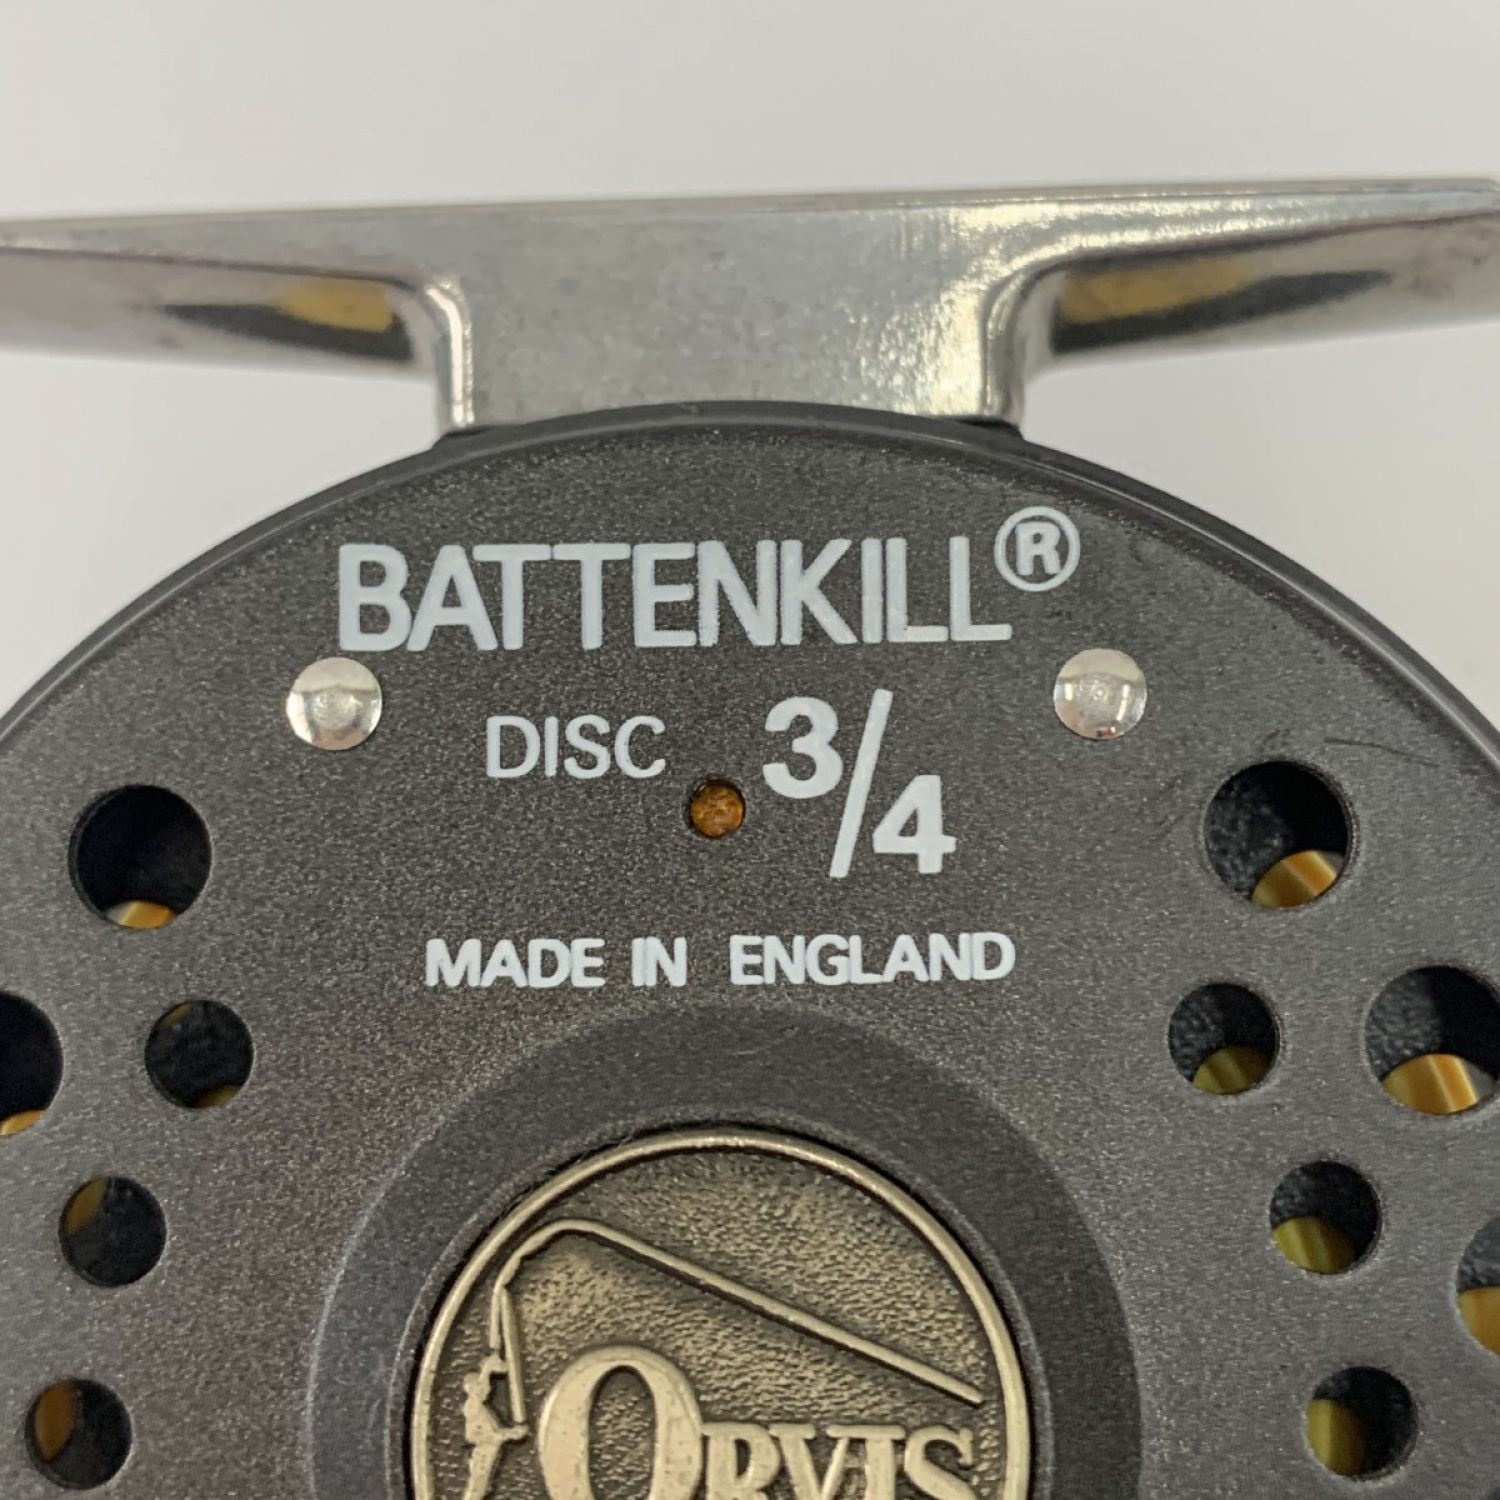 BATTENKILL®
DISC 3/4
MADE IN ENGLAND
ORVIS